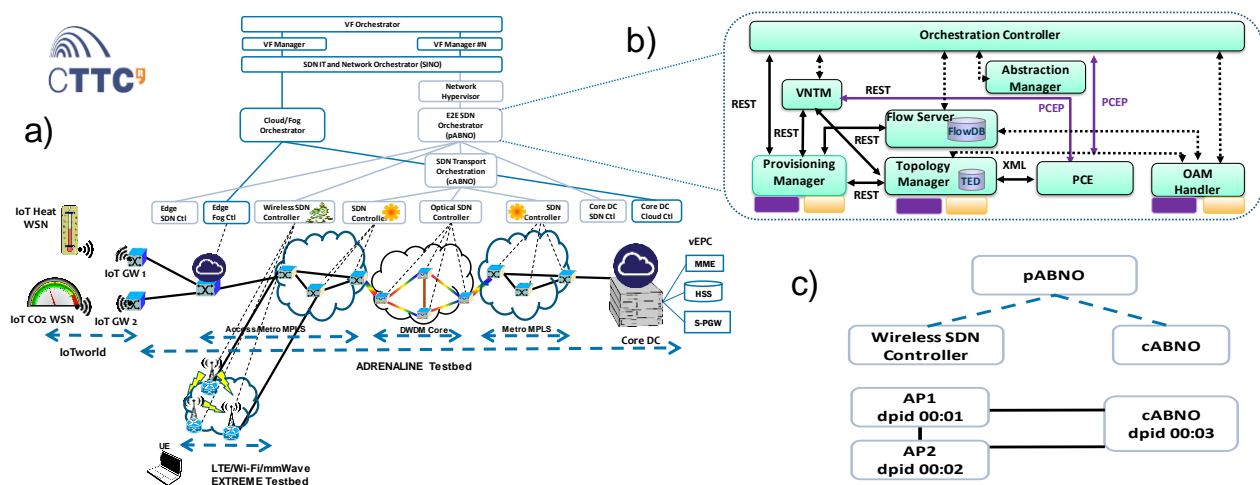 CTTC
a)
VF Orchestrator
VF Manager
VF Manager #N
SDN IT and Network Orchestrator (SINO)
Network
Hypervisor
Cloud/Fog
Orchestrator
E2E SDN
Orchestrator
(pABNO)
SDN Transport
Orchestration
(cABNO)
Edge
SDN Ctl
Edge
Fog Ctl
Wireless SDN
Controller
SDN
Controller
Optical SDN
Controller
SDN
Controller
Core DC
SDN Ctl
Core DC
Cloud Ctl
IoT Heat
WSN
IoT GW 1
IoT CO2 WSN
IoT GW 2
vEPC
MME
HSS
S-PGW
Access/Metro MPLS
DWDM Core
Metro MPLS
Core DC
IoTworld
ADRENALINE Testbed
UE
LTE/Wi-Fi/mmWave
EXTREME Testbed
b)
Orchestration Controller
Abstraction
Manager
VNTM
REST
REST
PCEP
PCEP
Flow Server
FlowDB
REST
REST
Provisioning
Manager
REST
Topology
Manager
TED
XML
PCE
OAM
Handler
c)
pABNO
Wireless SDN
Controller
cABNO
AP1
dpid 00:01
AP2
dpid 00:02
cABNO
dpid 00:03